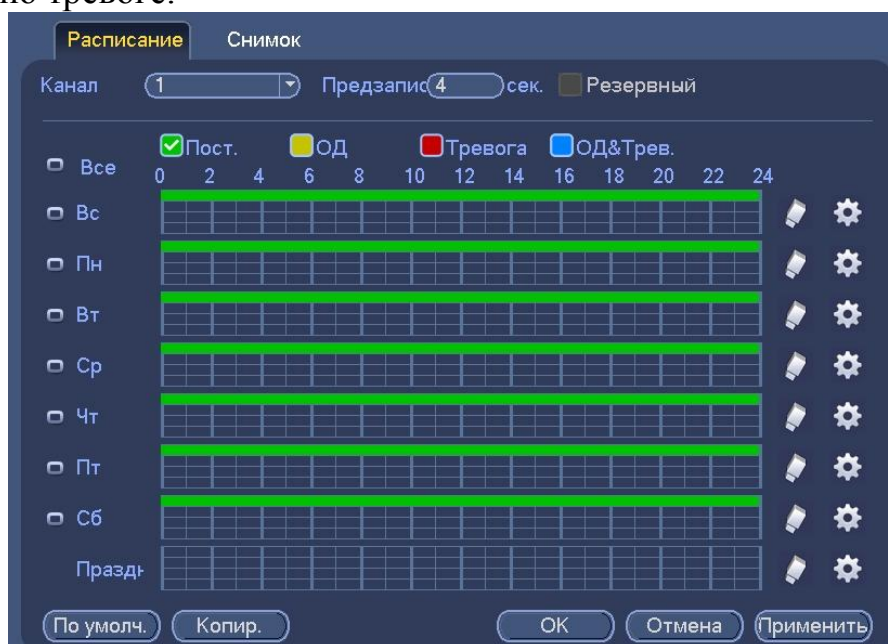 по тревоге.
Расписание Снимок
Канал 1 Предзапис 4 сек. Резервный
Пост. ОД Тревога ОД&Трев.
Все 0 2 4 6 8 10 12 14 16 18 20 22 24
Вс
Пн
Вт
Ср
Чт
Пт
Сб
Праздн
По умолч. Копир. ОК Отмена Применить